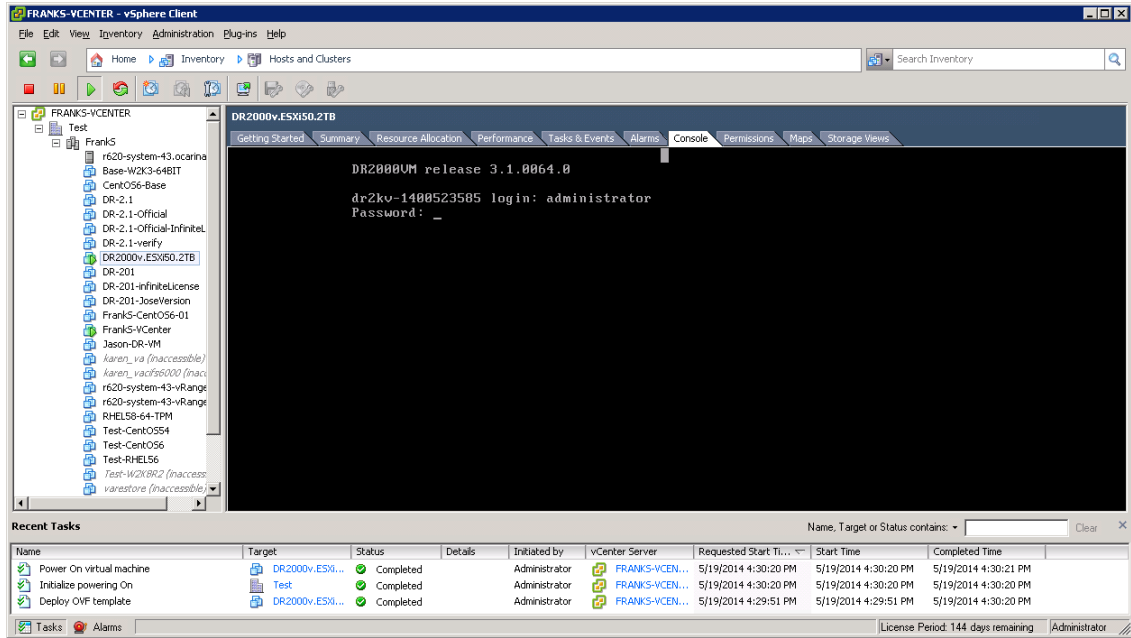 FRANKS-VCENTER - vSphere Client
File Edit View Inventory Administration Plug-ins Help
Home Inventory Hosts and Clusters Search Inventory
FRANKS-VCENTER
Test
FrankS
r620-system-43.ocarina
Base-W2K3-64BIT
CentOS6-Base
DR-2.1
DR-2.1-Official
DR-2.1-Official-InfiniteL
DR-2.1-verify
DR2000v.ESXi50.2TB
DR-201
DR-201-infiniteLicense
DR-201-JoseVersion
FrankS-CentOS6-01
FrankS-VCenter
Jason-DR-VM
karen_va (inaccessible)
karen_vacifs6000 (inacc
r620-system-43-vRange
r620-system-43-vRange
RHEL58-64-TPM
Test-CentOS54
Test-CentOS6
Test-RHEL56
Test-W2K8R2 (inaccess
varestore (inaccessible)
DR2000v.ESXi50.2TB
Getting Started Summary Resource Allocation Performance Tasks & Events Alarms Console Permissions Maps Storage Views
DR2000VM release 3.1.0064.0
dr2kv-1400523585 login: administrator
Password: _
Recent Tasks Name, Target or Status contains: Clear
Name Target Status Details Initiated by vCenter Server Requested Start Ti... Start Time Completed Time
Power On virtual machine DR2000v.ESXi... Completed Administrator FRANKS-VCEN... 5/19/2014 4:30:20 PM 5/19/2014 4:30:20 PM 5/19/2014 4:30:21 PM
Initialize powering On Test Completed Administrator FRANKS-VCEN... 5/19/2014 4:30:20 PM 5/19/2014 4:30:20 PM 5/19/2014 4:30:20 PM
Deploy OVF template DR2000v.ESXi... Completed Administrator FRANKS-VCEN... 5/19/2014 4:29:51 PM 5/19/2014 4:29:51 PM 5/19/2014 4:30:20 PM
Tasks Alarms License Period: 144 days remaining Administrator